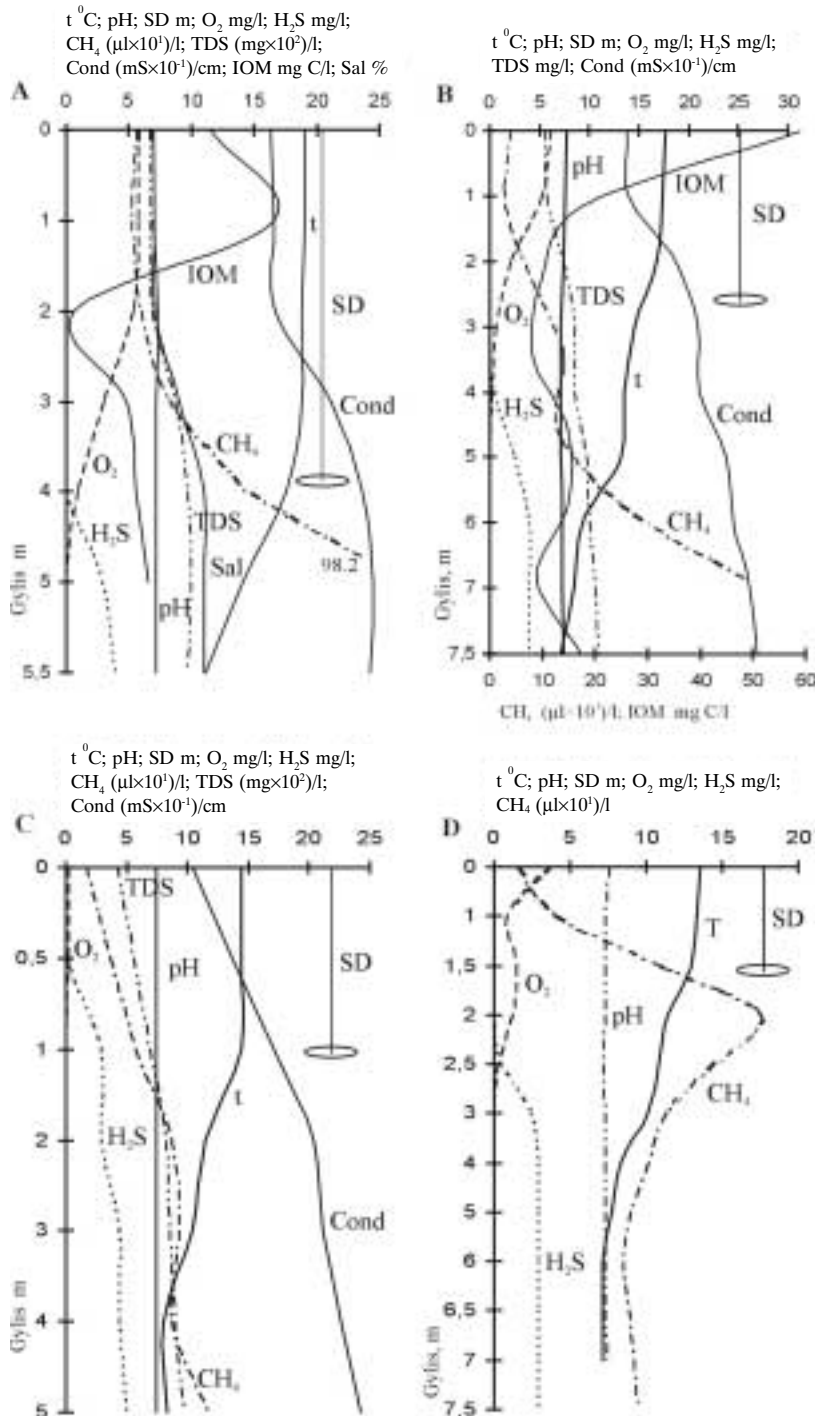 t ⁰C; pH; SD m; O₂ mg/l; H₂S mg/l;
CH₄ (µl×10¹)/l; TDS (mg×10²)/l;
Cond (mS×10⁻¹)/cm; IOM mg C/l; Sal %
A
0 5 10 15 20 25
0
1
2
3
4
5
5,5
Gylis m
IOM
t
SD
Cond
O₂
CH₄
H₂S
TDS
98.2
Sal
pH
t ⁰C; pH; SD m; O₂ mg/l; H₂S mg/l;
TDS mg/l; Cond (mS×10⁻¹)/cm
B
0 5 10 15 20 25 30
0
1
2
3
4
5
6
7
7,5
Gylis, m
pH
IOM
SD
TDS
O₂
t
H₂S
Cond
CH₄
0 10 20 30 40 50 60
CH₄ (µl×10¹)/l; IOM mg C/l
t ⁰C; pH; SD m; O₂ mg/l; H₂S mg/l;
CH₄ (µl×10¹)/l; TDS (mg×10²)/l;
Cond (mS×10⁻¹)/cm
C
0 5 10 15 20 25
0
0,5
1
2
3
4
5
Gylis m
TDS
O₂
pH
SD
t
H₂S
Cond
CH₄
t ⁰C; pH; SD m; O₂ mg/l; H₂S mg/l;
CH₄ (µl×10¹)/l
D
0 5 10 15 20
0
1
1,5
2
2,5
3
4
5
6
6,5
7
7,5
Gylis, m
T
SD
O₂
pH
CH₄
H₂S